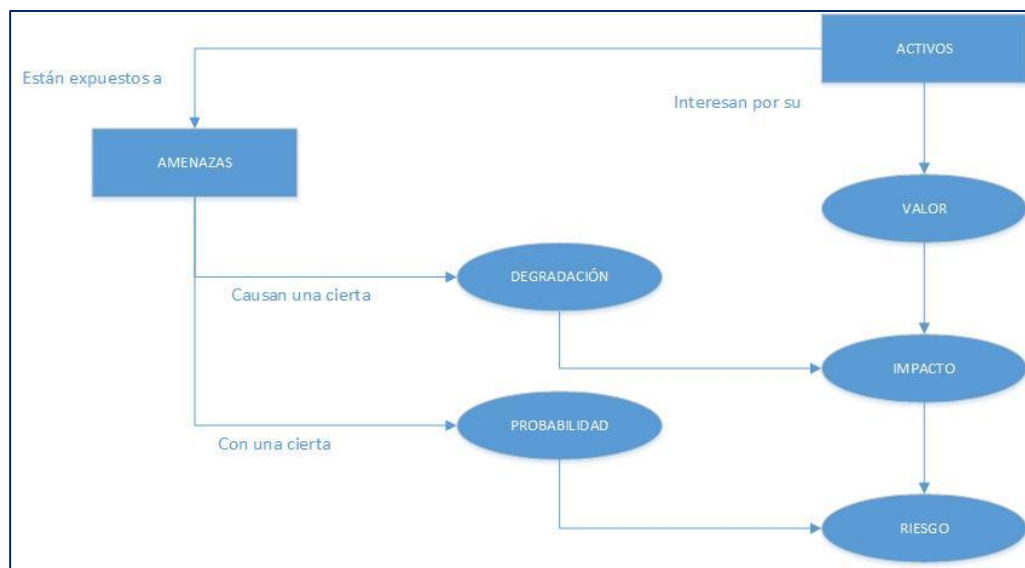 ACTIVOS
Están expuestos a
Interesan por su
AMENAZAS
VALOR
DEGRADACIÓN
Causan una cierta
IMPACTO
PROBABILIDAD
Con una cierta
RIESGO